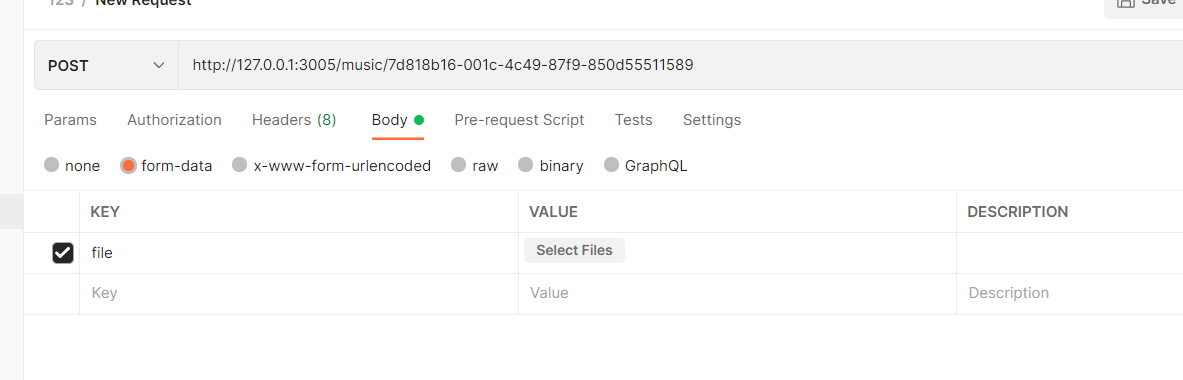 123 / New Request
Save
POST http://127.0.0.1:3005/music/7d818b16-001c-4c49-87f9-850d55511589
Params Authorization Headers (8) Body Pre-request Script Tests Settings
none form-data x-www-form-urlencoded raw binary GraphQL
KEY VALUE DESCRIPTION
file Select Files
Key Value Description